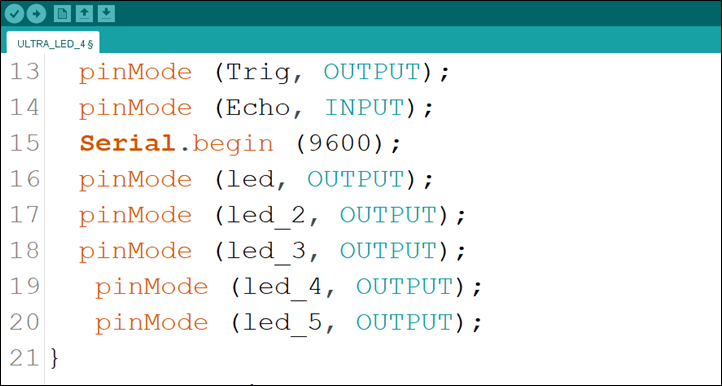 ULTRA_LED_4 §
13 pinMode (Trig, OUTPUT);
14 pinMode (Echo, INPUT);
15 Serial.begin (9600);
16 pinMode (led, OUTPUT);
17 pinMode (led_2, OUTPUT);
18 pinMode (led_3, OUTPUT);
19 pinMode (led_4, OUTPUT);
20 pinMode (led_5, OUTPUT);
21 }